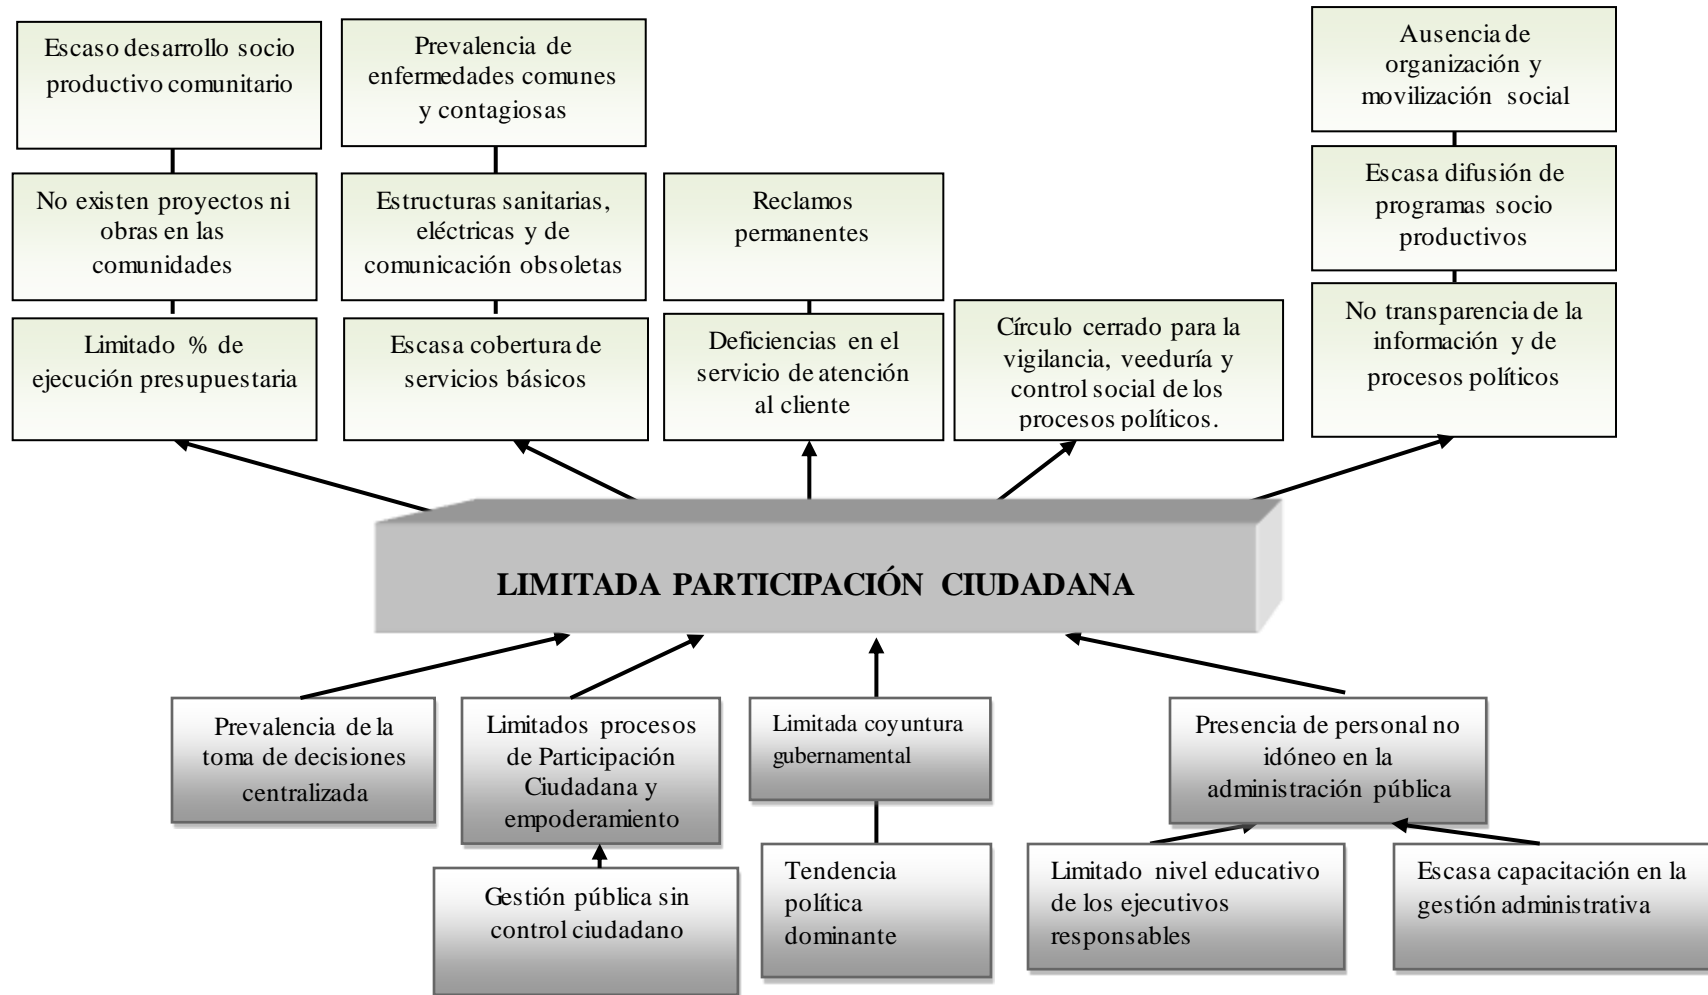 Escaso desarrollo socio
productivo comunitario
Prevalencia de
enfermedades comunes
y contagiosas
Ausencia de
organización y
movilización social
No existen proyectos ni
obras en las
comunidades
Estructuras sanitarias,
eléctricas y de
comunicación obsoletas
Reclamos
permanentes
Escasa difusión de
programas socio
productivos
Limitado % de
ejecución presupuestaria
Escasa cobertura de
servicios básicos
Deficiencias en el
servicio de atención
al cliente
Círculo cerrado para la
vigilancia, veeduría y
control social de los
procesos políticos.
No transparencia de la
información y de
procesos políticos
LIMITADA PARTICIPACIÓN CIUDADANA
Prevalencia de la
toma de decisiones
centralizada
Limitados procesos
de Participación
Ciudadana y
empoderamiento
Limitada coyuntura
gubernamental
Presencia de personal no
idóneo en la
administración pública
Gestión pública sin
control ciudadano
Tendencia
política
dominante
Limitado nivel educativo
de los ejecutivos
responsables
Escasa capacitación en la
gestión administrativa